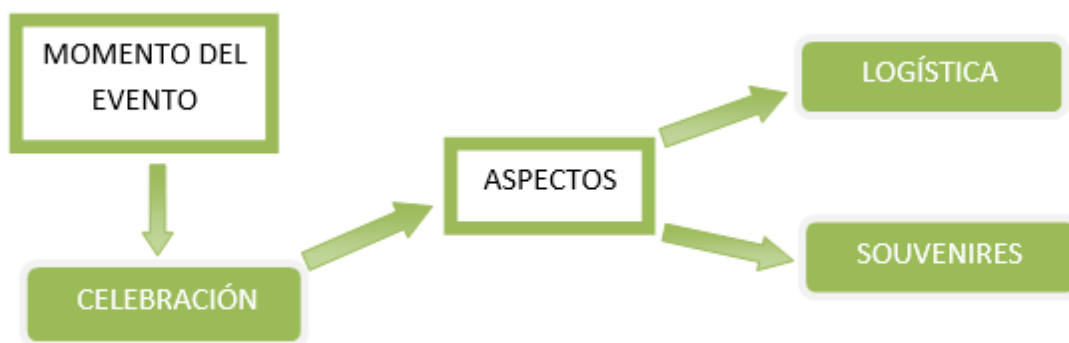 MOMENTO DEL
EVENTO
CELEBRACIÓN
ASPECTOS
LOGÍSTICA
SOUVENIRES